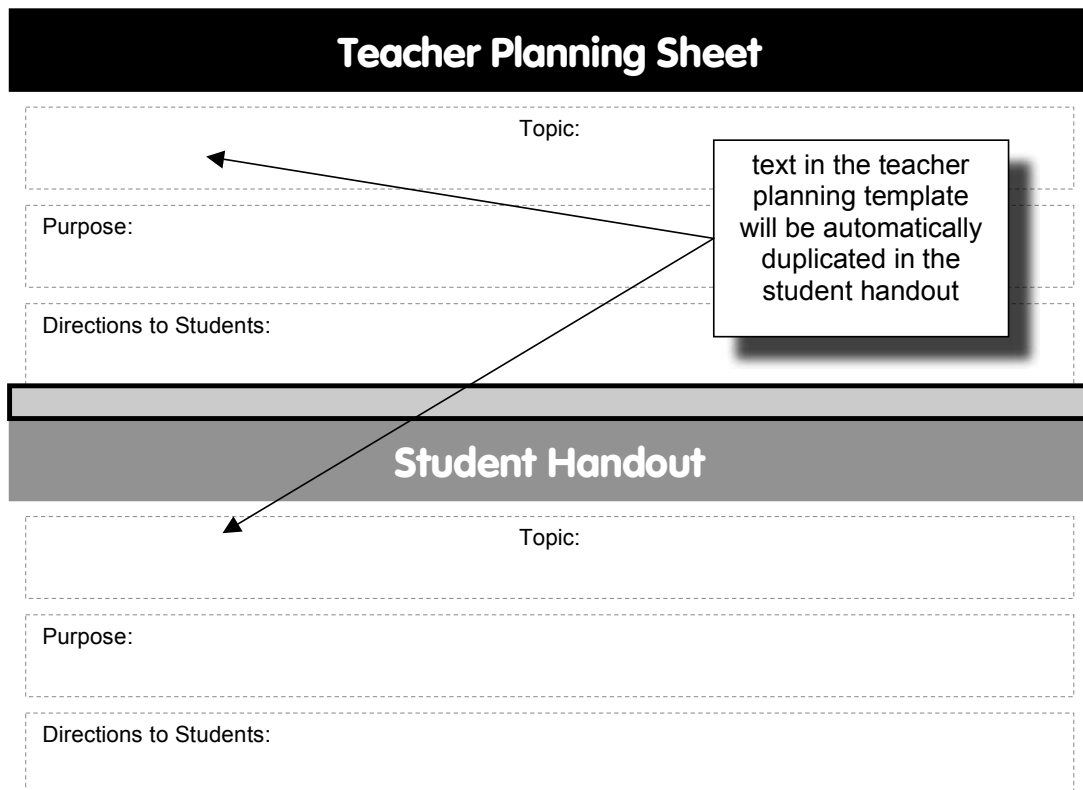 Teacher Planning Sheet
Topic:
text in the teacher
planning template
will be automatically
duplicated in the
student handout
Purpose:
Directions to Students:
Student Handout
Topic:
Purpose:
Directions to Students: